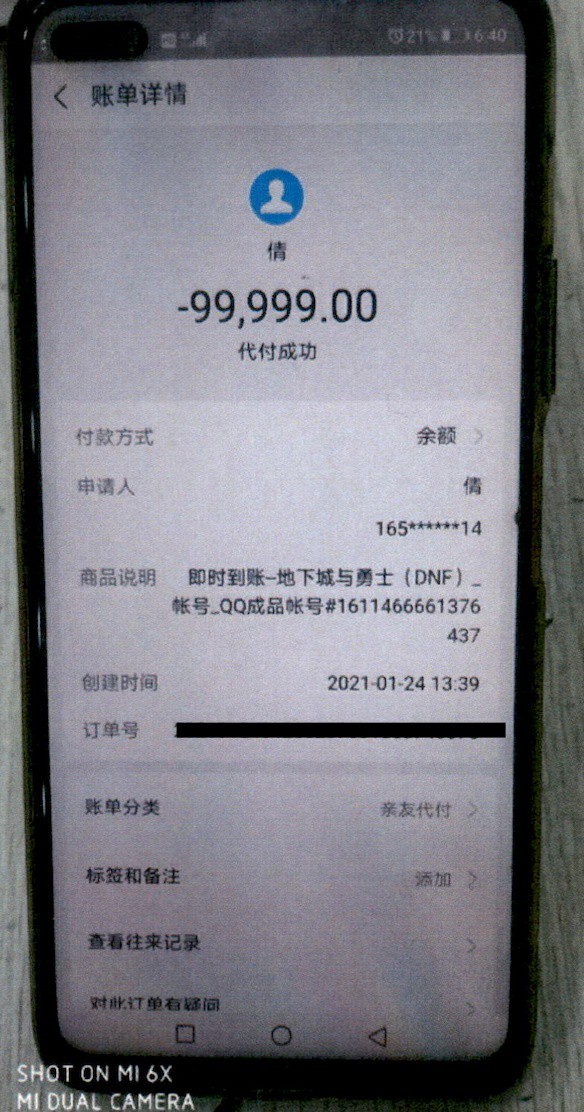 21% 6:40
账单详情
倩
-99,999.00
代付成功
付款方式 余额
申请人 倩
165******14
商品说明 即时到账-地下城与勇士（DNF）_
帐号_QQ成品帐号#1611466661376
437
创建时间 2021-01-24 13:39
订单号
账单分类 亲友代付
标签和备注 添加
查看往来记录
对此订单有疑问
SHOT ON MI 6X
MI DUAL CAMERA